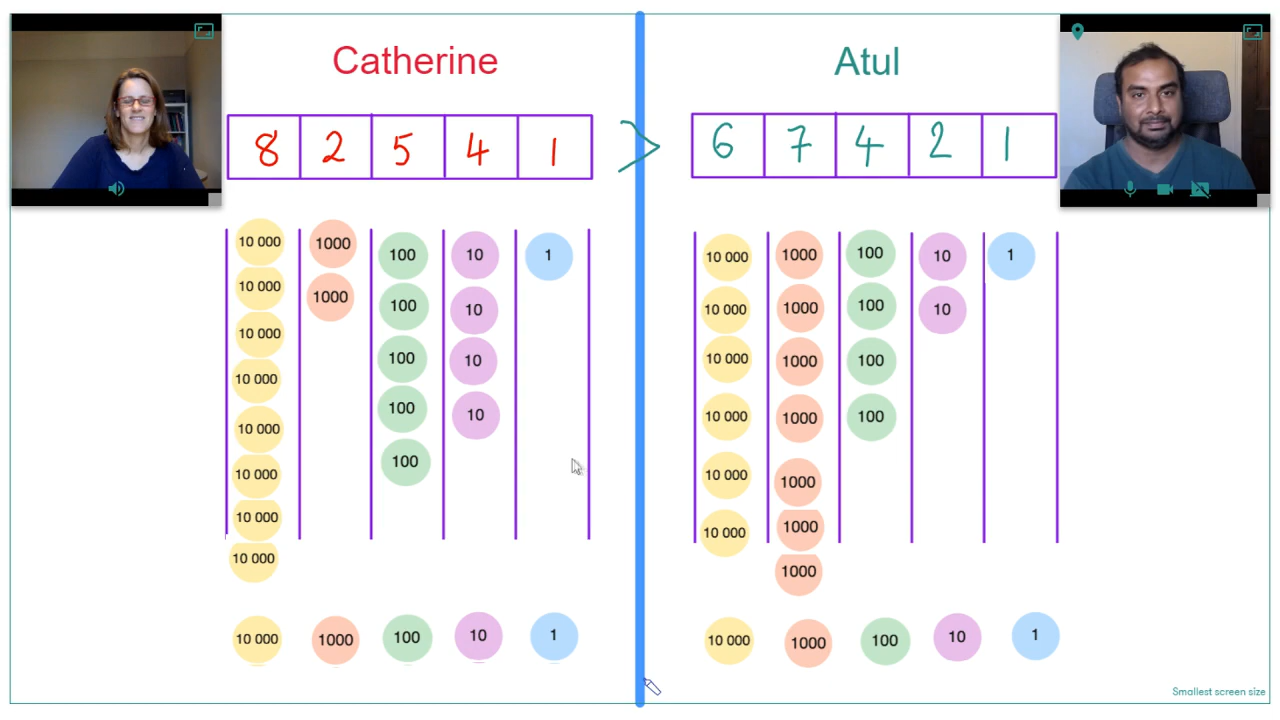 Catherine
8 2 5 4 1
>
Atul
6 7 4 2 1
10 000 1000 100 10 1
10 000 1000 100 10
10 000 100 10
10 000 100 10
10 000 100
10 000
10 000
10 000
10 000 1000 100 10 1
10 000 1000 100 10 1
10 000 1000 100 10
10 000 1000 100
10 000 1000 100
10 000 1000
10 000 1000
1000
10 000 1000 100 10 1
Smallest screen size